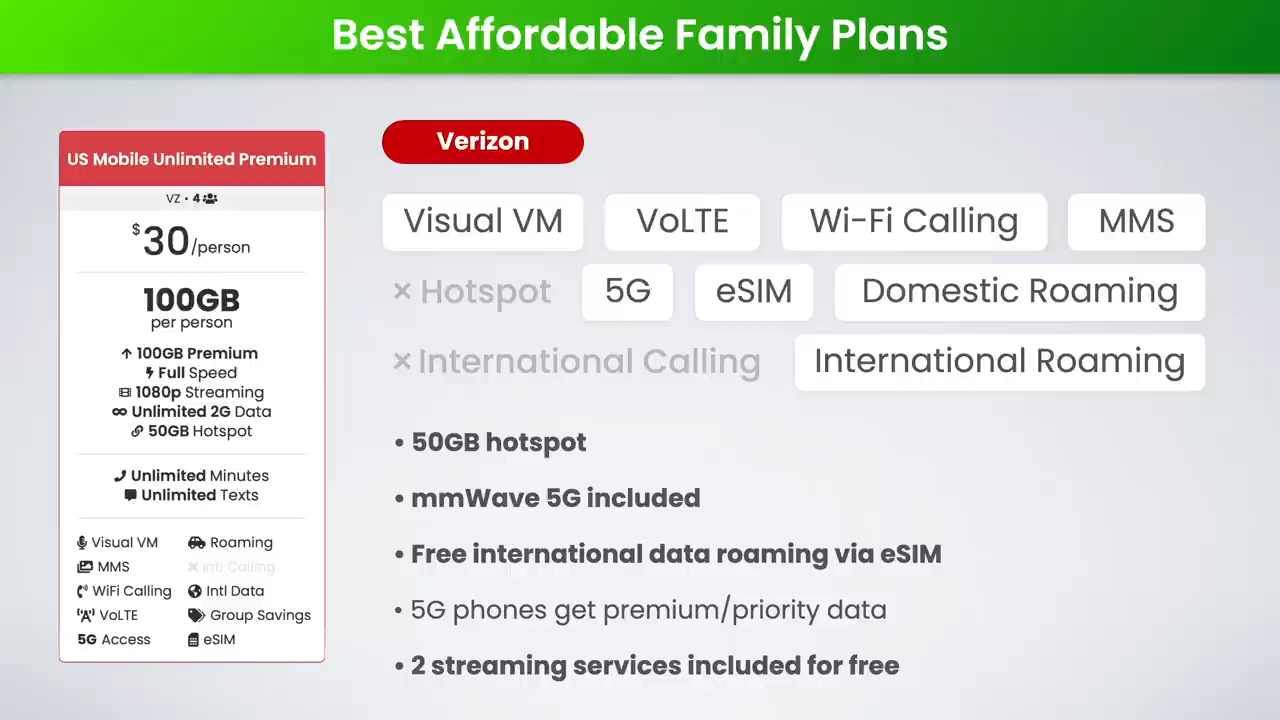 Best Affordable Family Plans
US Mobile Unlimited Premium
VZ • 4
$30/person
100GB
per person
100GB Premium
Full Speed
1080p Streaming
Unlimited 2G Data
50GB Hotspot
Unlimited Minutes
Unlimited Texts
Visual VM Roaming
MMS Intl Calling
WiFi Calling Intl Data
VoLTE Group Savings
5G Access eSIM
Verizon
Visual VM VoLTE Wi-Fi Calling MMS
× Hotspot 5G eSIM Domestic Roaming
× International Calling International Roaming
• 50GB hotspot
• mmWave 5G included
• Free international data roaming via eSIM
• 5G phones get premium/priority data
• 2 streaming services included for free